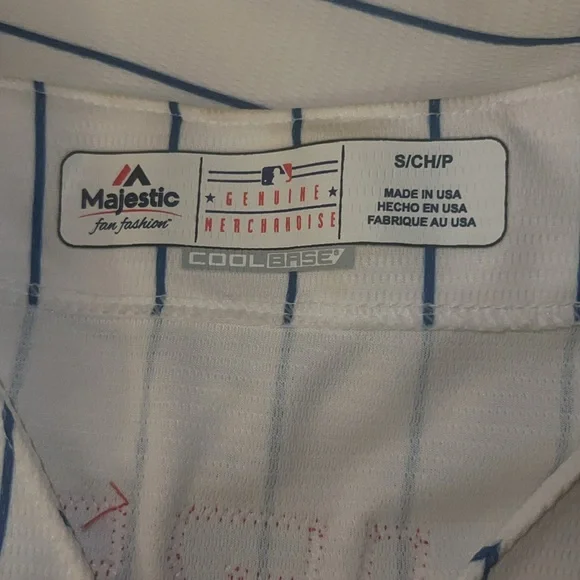 Majestic
fan fashion
GENUINE
MERCHANDISE
S/CH/P
MADE IN USA
HECHO EN USA
FABRIQUE AU USA
COOLBASE